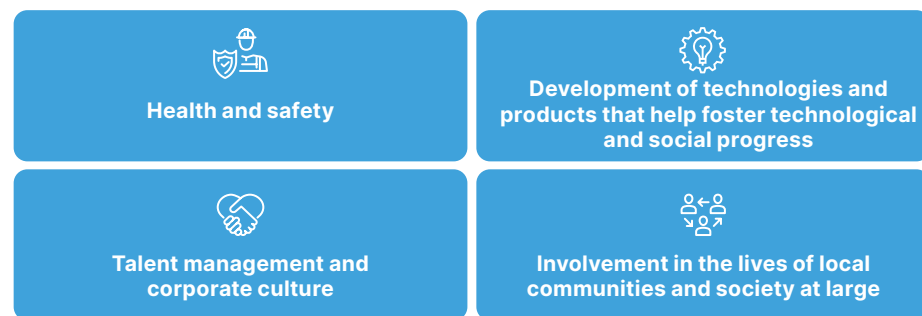 Health and safety
Development of technologies and
products that help foster technological
and social progress
Talent management and
corporate culture
Involvement in the lives of local
communities and society at large